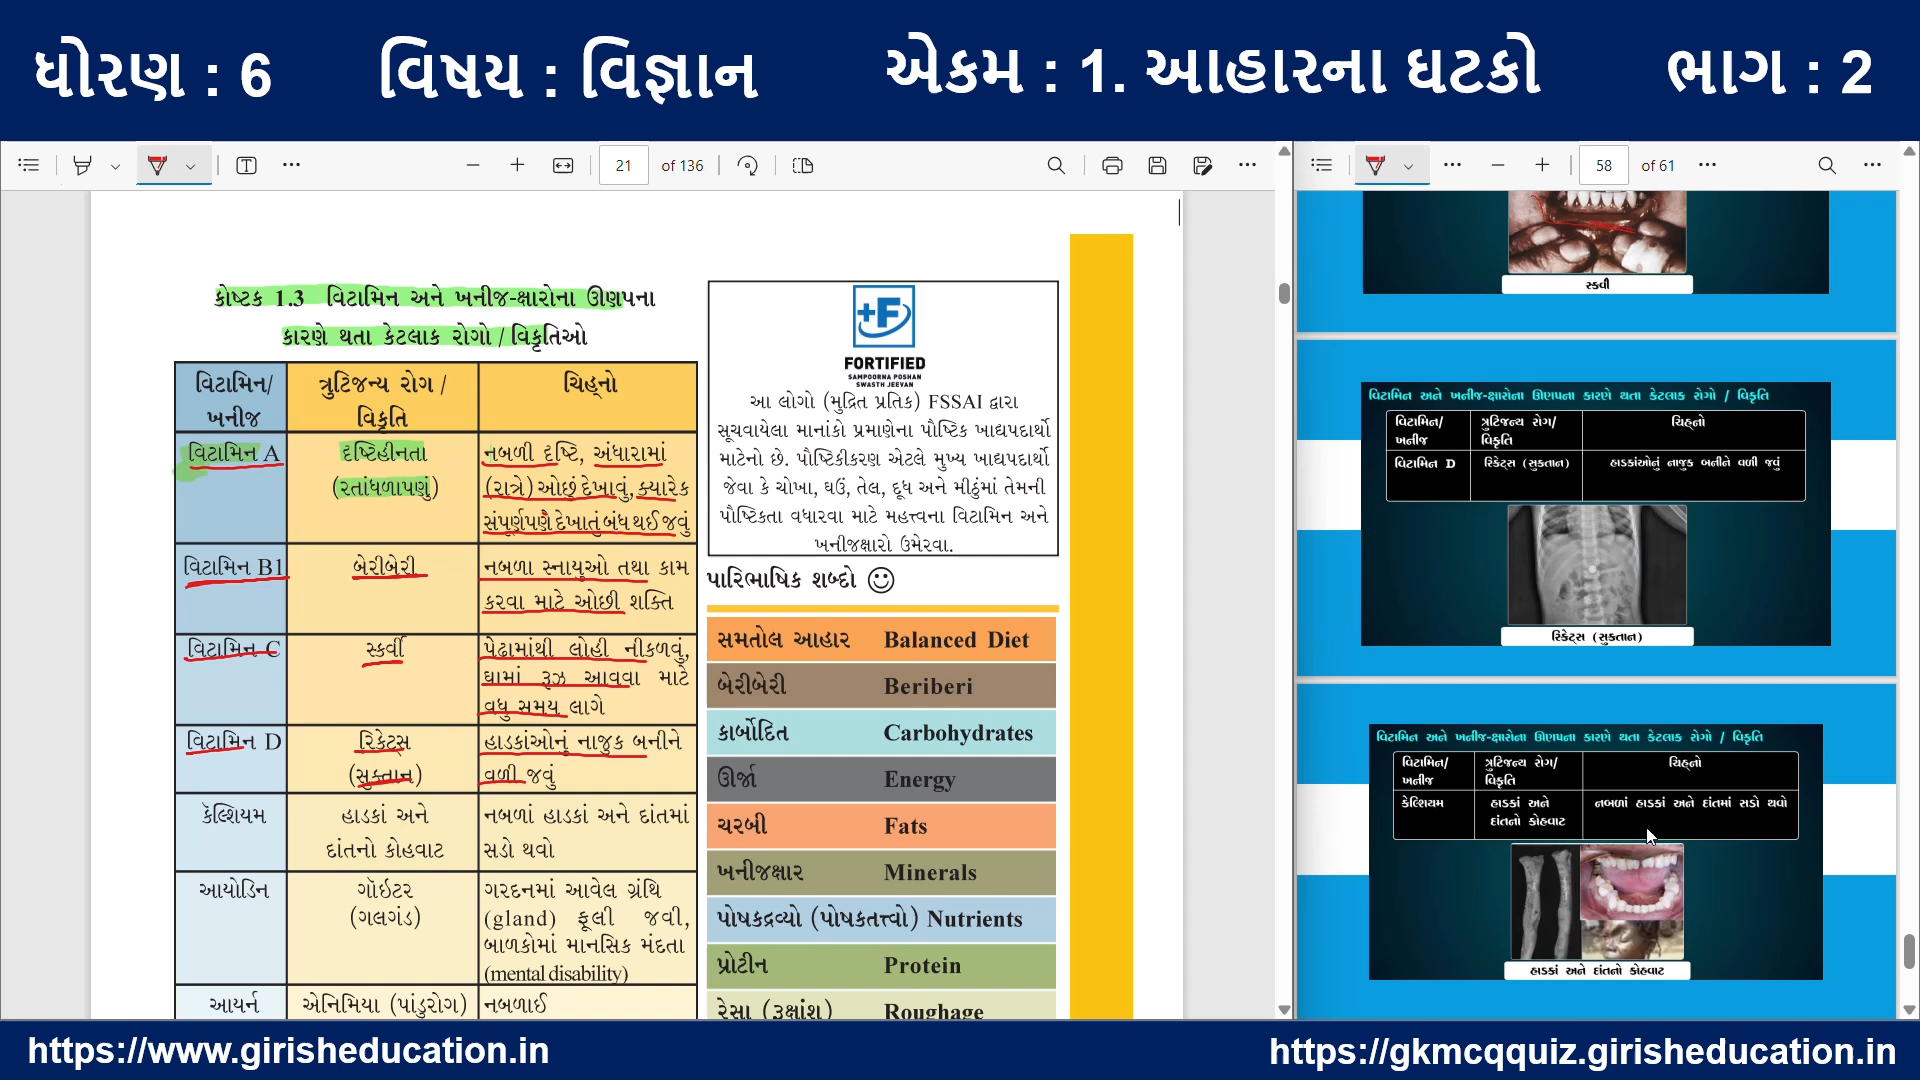 ધોરણ : 6 વિષય : વિજ્ઞાન એકમ : 1. આહારના ઘટકો ભાગ : 2
21 of 136
58 of 61
કોષ્ટક 1.3 વિટામિન અને ખનીજ-ક્ષારોના ઊણપના
કારણે થતા કેટલાક રોગો / વિકૃતિઓ
વિટામિન/
ખનીજ
ત્રુટિજન્ય રોગ /
વિકૃતિ
ચિહ્નો
વિટામિન A
દૃષ્ટિહીનતા
(રતાંધળાપણું)
નબળી દૃષ્ટિ, અંધારામાં
(રાત્રે) ઓછું દેખાવું, ક્યારેક
સંપૂર્ણપણે દેખાતું બંધ થઈ જવું
વિટામિન B1
બેરીબેરી
નબળા સ્નાયુઓ તથા કામ
કરવા માટે ઓછી શક્તિ
વિટામિન C
સ્કર્વી
પેઢામાંથી લોહી નીકળવું,
ઘામાં રૂઝ આવવા માટે
વધુ સમય લાગે
વિટામિન D
રિકેટ્સ
(સુક્તાન)
હાડકાંઓનું નાજુક બનીને
વળી જવું
કૅલ્શિયમ
હાડકાં અને
દાંતનો કોહવાટ
નબળાં હાડકાં અને દાંતમાં
સડો થવો
આયોડિન
ગૉઇટર
(ગલગંડ)
ગરદનમાં આવેલ ગ્રંથિ
(gland) ફૂલી જવી,
બાળકોમાં માનસિક મંદતા
(mental disability)
આયર્ન
એનિમિયા (પાંડુરોગ)
નબળાઈ
+F
FORTIFIED
SAMPOORNA POSHAN
SWASTH JEEVAN
આ લોગો (મુદ્રિત પ્રતિક) FSSAI દ્વારા
સૂચવાયેલા માનાંકો પ્રમાણેના પૌષ્ટિક ખાદ્યપદાર્થો
માટેનો છે. પૌષ્ટિકીકરણ એટલે મુખ્ય ખાદ્યપદાર્થો
જેવા કે ચોખા, ઘઉં, તેલ, દૂધ અને મીઠુંમાં તેમની
પૌષ્ટિકતા વધારવા માટે મહત્ત્વના વિટામિન અને
ખનીજક્ષારો ઉમેરવા.
પારિભાષિક શબ્દો
સમતોલ આહાર Balanced Diet
બેરીબેરી Beriberi
કાર્બોદિત Carbohydrates
ઊર્જા Energy
ચરબી Fats
ખનીજક્ષાર Minerals
પોષકદ્રવ્યો (પોષકતત્ત્વો) Nutrients
પ્રોટીન Protein
રેસા (રૂક્ષાંશ) Roughage
સ્કર્વી
વિટામિન અને ખનીજ-ક્ષારોના ઊણપના કારણે થતા કેટલાક રોગો / વિકૃતિ
વિટામિન/
ખનીજ
ત્રુટિજન્ય રોગ/
વિકૃતિ
ચિહ્નો
વિટામિન D
રિકેટ્સ (સુકતાન)
હાડકાંઓનું નાજુક બનીને વળી જવું
રિકેટ્સ (સુકતાન)
વિટામિન અને ખનીજ-ક્ષારોના ઊણપના કારણે થતા કેટલાક રોગો / વિકૃતિ
વિટામિન/
ખનીજ
ત્રુટિજન્ય રોગ/
વિકૃતિ
ચિહ્નો
કેલ્શિયમ
હાડકાં અને
દાંતનો કોહવાટ
નબળાં હાડકાં અને દાંતમાં સડો થવો
હાડકાં અને દાંતનો કોહવાટ
https://www.girisheducation.in
https://gkmcqquiz.girisheducation.in